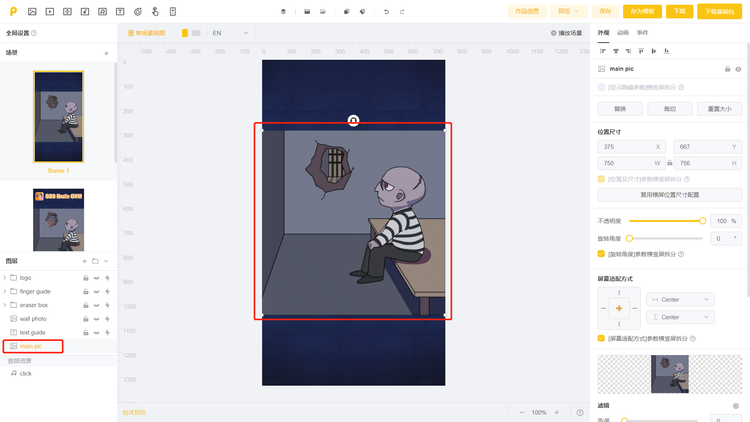 作品信息
预览
保存
存为模板
下载
下载基础包
全局设置
单场景视图
EN
播放场景
外观
动画
事件
场景
-500
-400
-300
-200
-100
0
100
200
300
400
500
600
700
800
900
1000
1100
1200
main pic
Scene 1
[显示隐藏参数]横竖屏拆分
替换
裁切
重置大小
位置尺寸
375 X
667 Y
750 W
756 H
[位置及尺寸]参数横竖屏拆分
复用横屏位置尺寸配置
不透明度
100 %
旋转角度
0 °
[旋转角度]参数横竖屏拆分
屏幕适配方式
Center
Center
[屏幕适配方式]参数横竖屏拆分
滤镜
0
图层
logo
finger guide
eraser box
wall photo
text guide
main pic
音频资源
click
0
100
200
300
400
500
600
700
800
900
1000
1100
1200
1300
100%